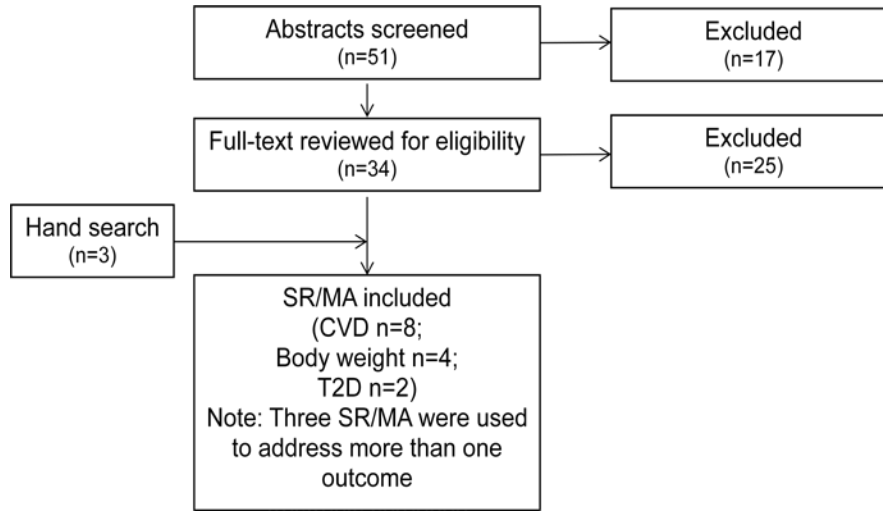 Abstracts screened
(n=51)
Excluded
(n=17)
Full-text reviewed for eligibility
(n=34)
Excluded
(n=25)
Hand search
(n=3)
SR/MA included
(CVD n=8;
Body weight n=4;
T2D n=2)
Note: Three SR/MA were used
to address more than one
outcome